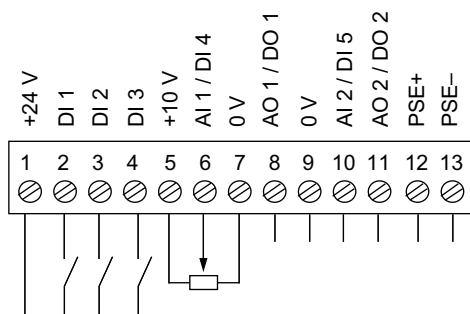 +24 V
DI 1
DI 2
DI 3
+10 V
AI 1 / DI 4
0 V
AO 1 / DO 1
0 V
AI 2 / DI 5
AO 2 / DO 2
PSE+
PSE–
1 2 3 4 5 6 7 8 9 10 11 12 13